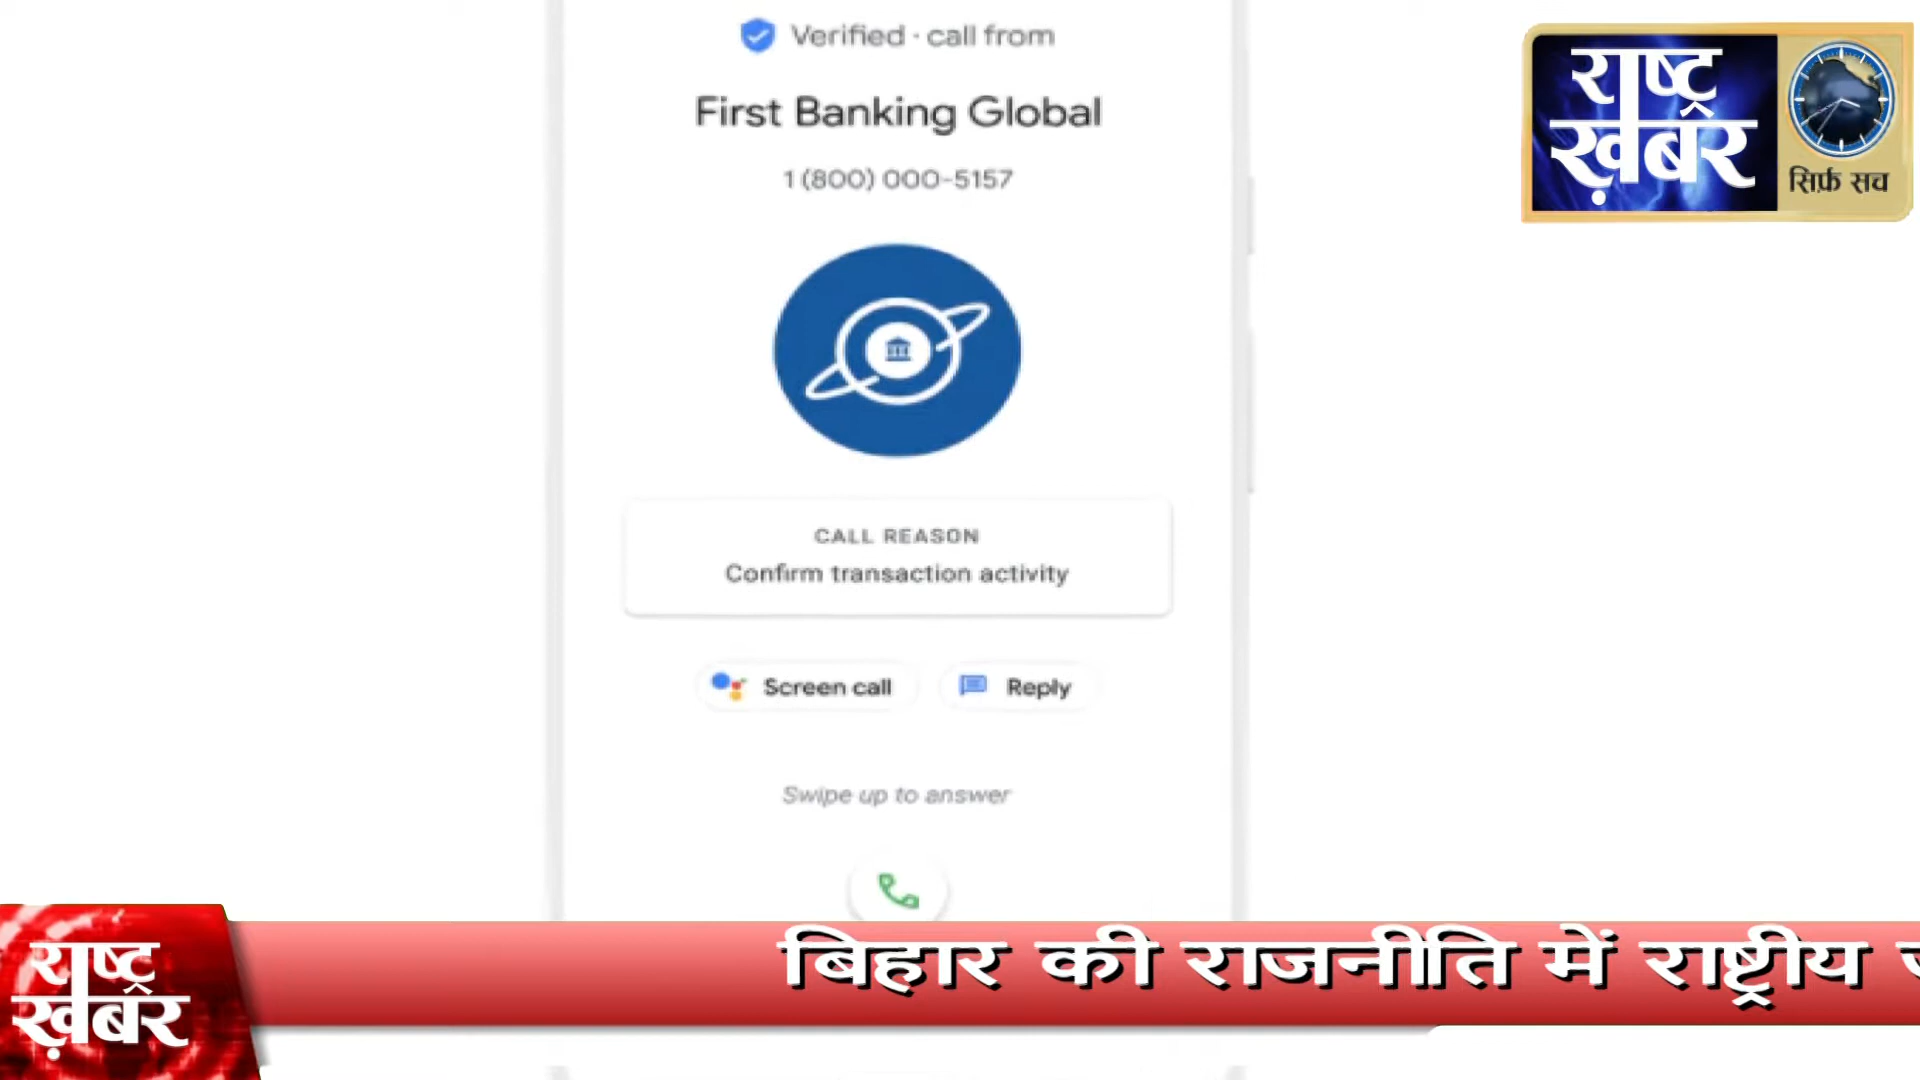 Verified · call from
First Banking Global
1 (800) 000-5157
CALL REASON
Confirm transaction activity
Screen call
Reply
Swipe up to answer
राष्ट्र
ख़बर
सिर्फ़ सच
राष्ट्र
ख़बर
बिहार की राजनीति में राष्ट्रीय